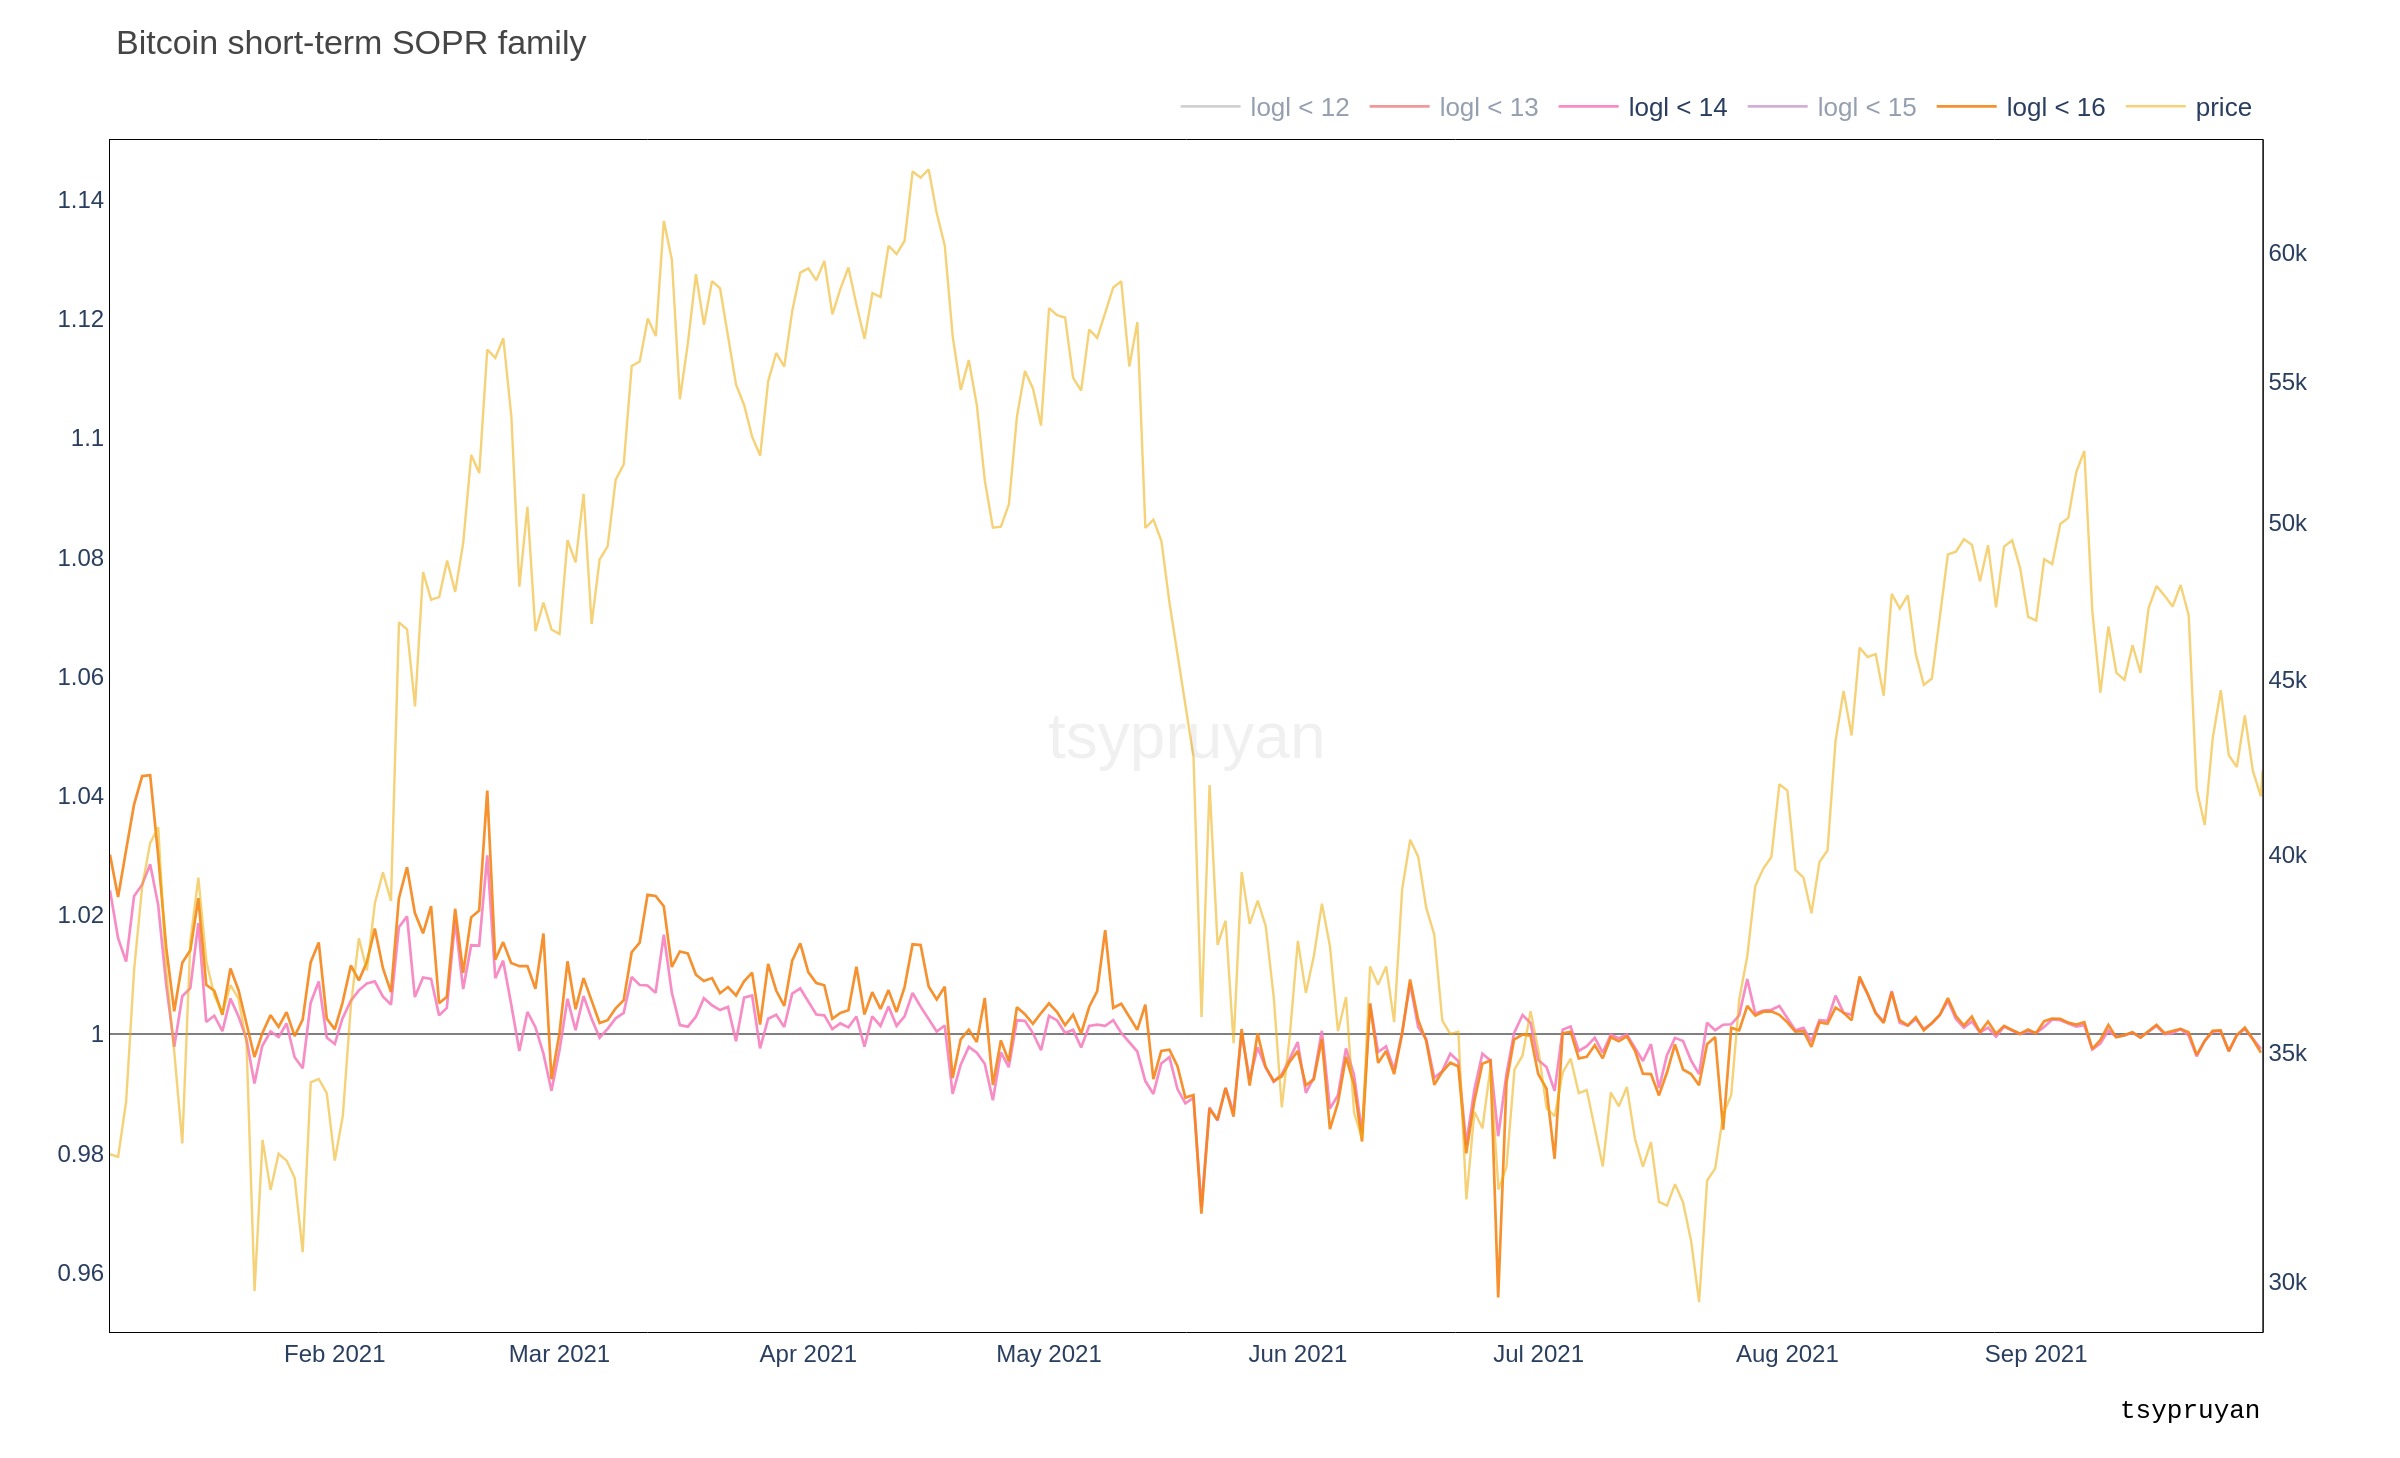 Bitcoin short-term SOPR family
logl < 12 logl < 13 logl < 14 logl < 15 logl < 16 price
1.14
1.12
1.1
1.08
1.06
1.04
1.02
1
0.98
0.96
60k
55k
50k
45k
40k
35k
30k
tsypruyan
Feb 2021 Mar 2021 Apr 2021 May 2021 Jun 2021 Jul 2021 Aug 2021 Sep 2021
tsypruyan